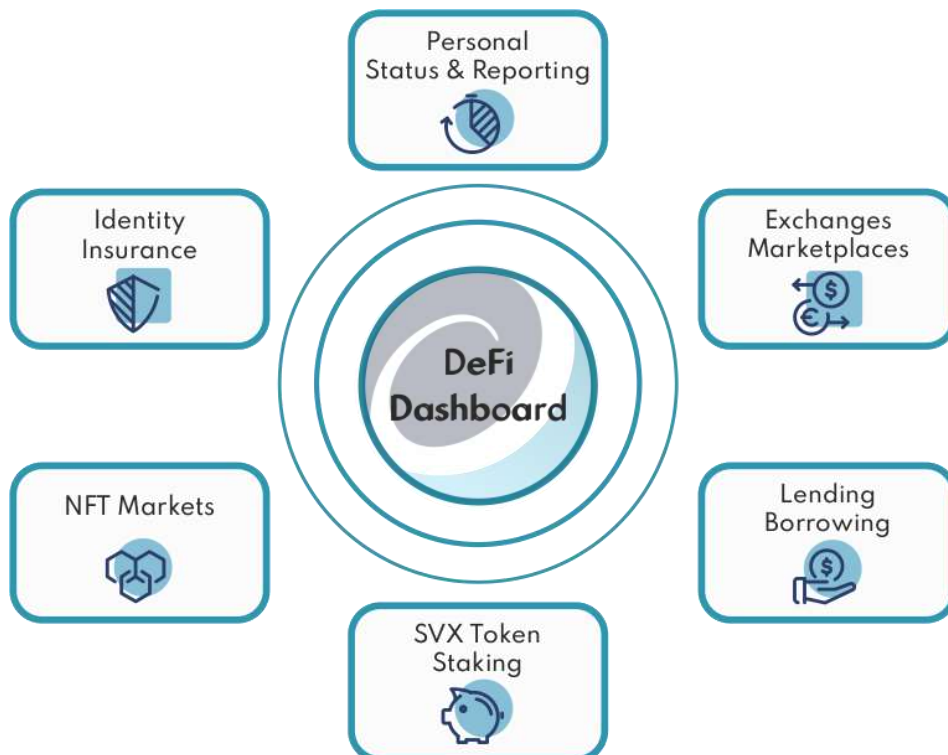 Personal
Status & Reporting
Identity
Insurance
Exchanges
Marketplaces
$
€
DeFi
Dashboard
NFT Markets
Lending
Borrowing
$
SVX Token
Staking